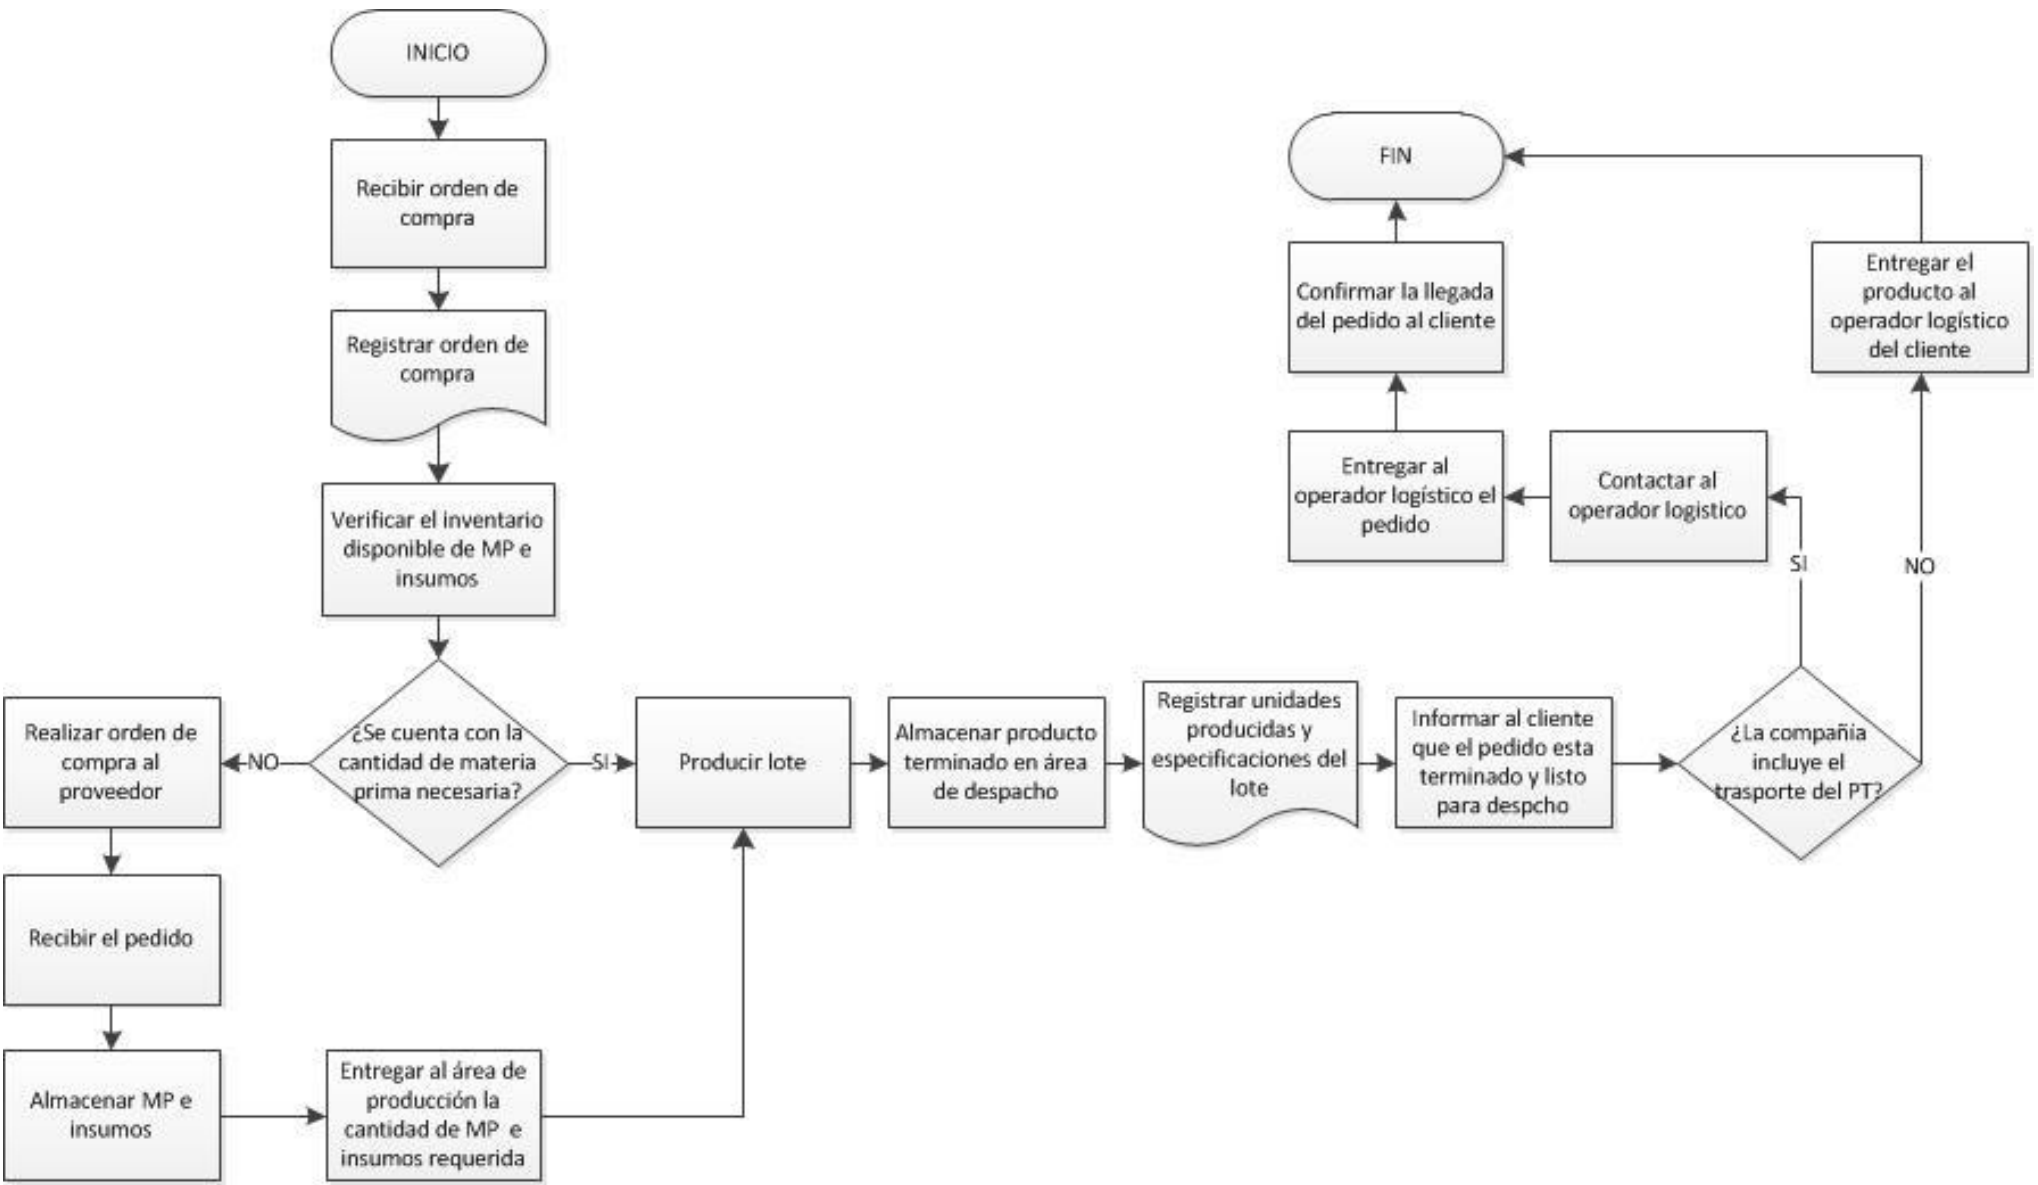 INICIO
Recibir orden de
compra
Registrar orden de
compra
Verificar el inventario
disponible de MP e
insumos
¿Se cuenta con la
cantidad de materia
prima necesaria?
NO
Realizar orden de
compra al
proveedor
Recibir el pedido
Almacenar MP e
insumos
Entregar al área de
producción la
cantidad de MP e
insumos requerida
SI
Producir lote
Almacenar producto
terminado en área
de despacho
Registrar unidades
producidas y
especificaciones del
lote
Informar al cliente
que el pedido esta
terminado y listo
para despcho
¿La compañia
incluye el
trasporte del PT?
SI
Contactar al
operador logistico
Entregar al
operador logístico el
pedido
Confirmar la llegada
del pedido al cliente
NO
Entregar el
producto al
operador logístico
del cliente
FIN